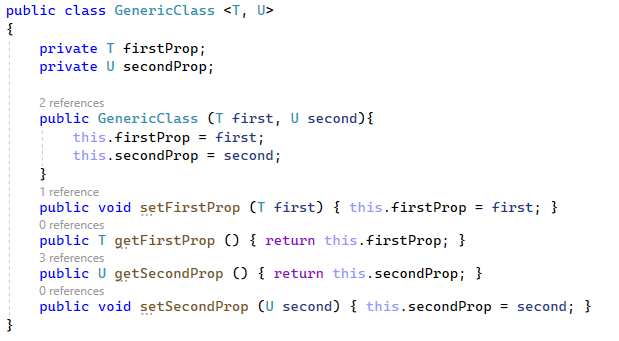 public class GenericClass <T, U>
{
    private T firstProp;
    private U secondProp;
    2 references
    public GenericClass (T first, U second){
        this.firstProp = first;
        this.secondProp = second;
    }
    1 reference
    public void setFirstProp (T first) { this.firstProp = first; }
    0 references
    public T getFirstProp () { return this.firstProp; }
    3 references
    public U getSecondProp () { return this.secondProp; }
    0 references
    public void setSecondProp (U second) { this.secondProp = second; }
}